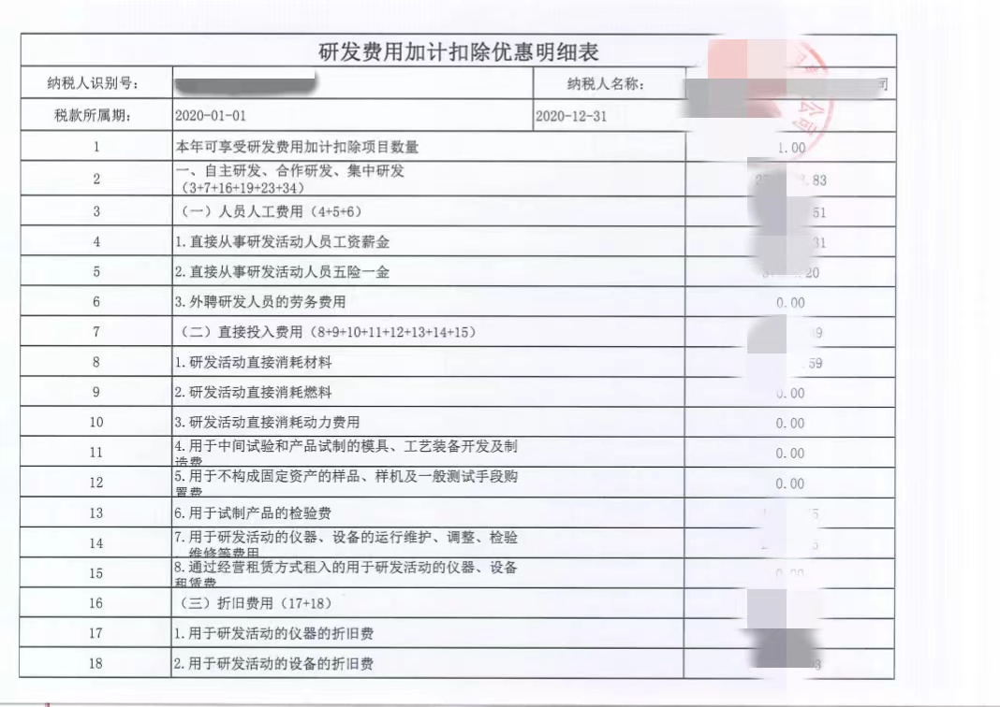 研发费用加计扣除优惠明细表
纳税人识别号: 纳税人名称: 司
税款所属期: 2020-01-01 2020-12-31
1 本年可享受研发费用加计扣除项目数量 1.00
2 一、自主研发、合作研发、集中研发
(3+7+16+19+23+34) .83
3 (一)人员人工费用(4+5+6) 51
4 1.直接从事研发活动人员工资薪金 31
5 2.直接从事研发活动人员五险一金 20
6 3.外聘研发人员的劳务费用 0.00
7 (二)直接投入费用(8+9+10+11+12+13+14+15) 9
8 1.研发活动直接消耗材料 59
9 2.研发活动直接消耗燃料 0.00
10 3.研发活动直接消耗动力费用 0.00
11 4.用于中间试验和产品试制的模具、工艺装备开发及制
造费 0.00
12 5.用于不构成固定资产的样品、样机及一般测试手段购
置费 0.00
13 6.用于试制产品的检验费 5
14 7.用于研发活动的仪器、设备的运行维护、调整、检验
、维修等费用 5
15 8.通过经营租赁方式租入的用于研发活动的仪器、设备
租赁费 0.00
16 (三)折旧费用(17+18)
17 1.用于研发活动的仪器的折旧费
18 2.用于研发活动的设备的折旧费 3